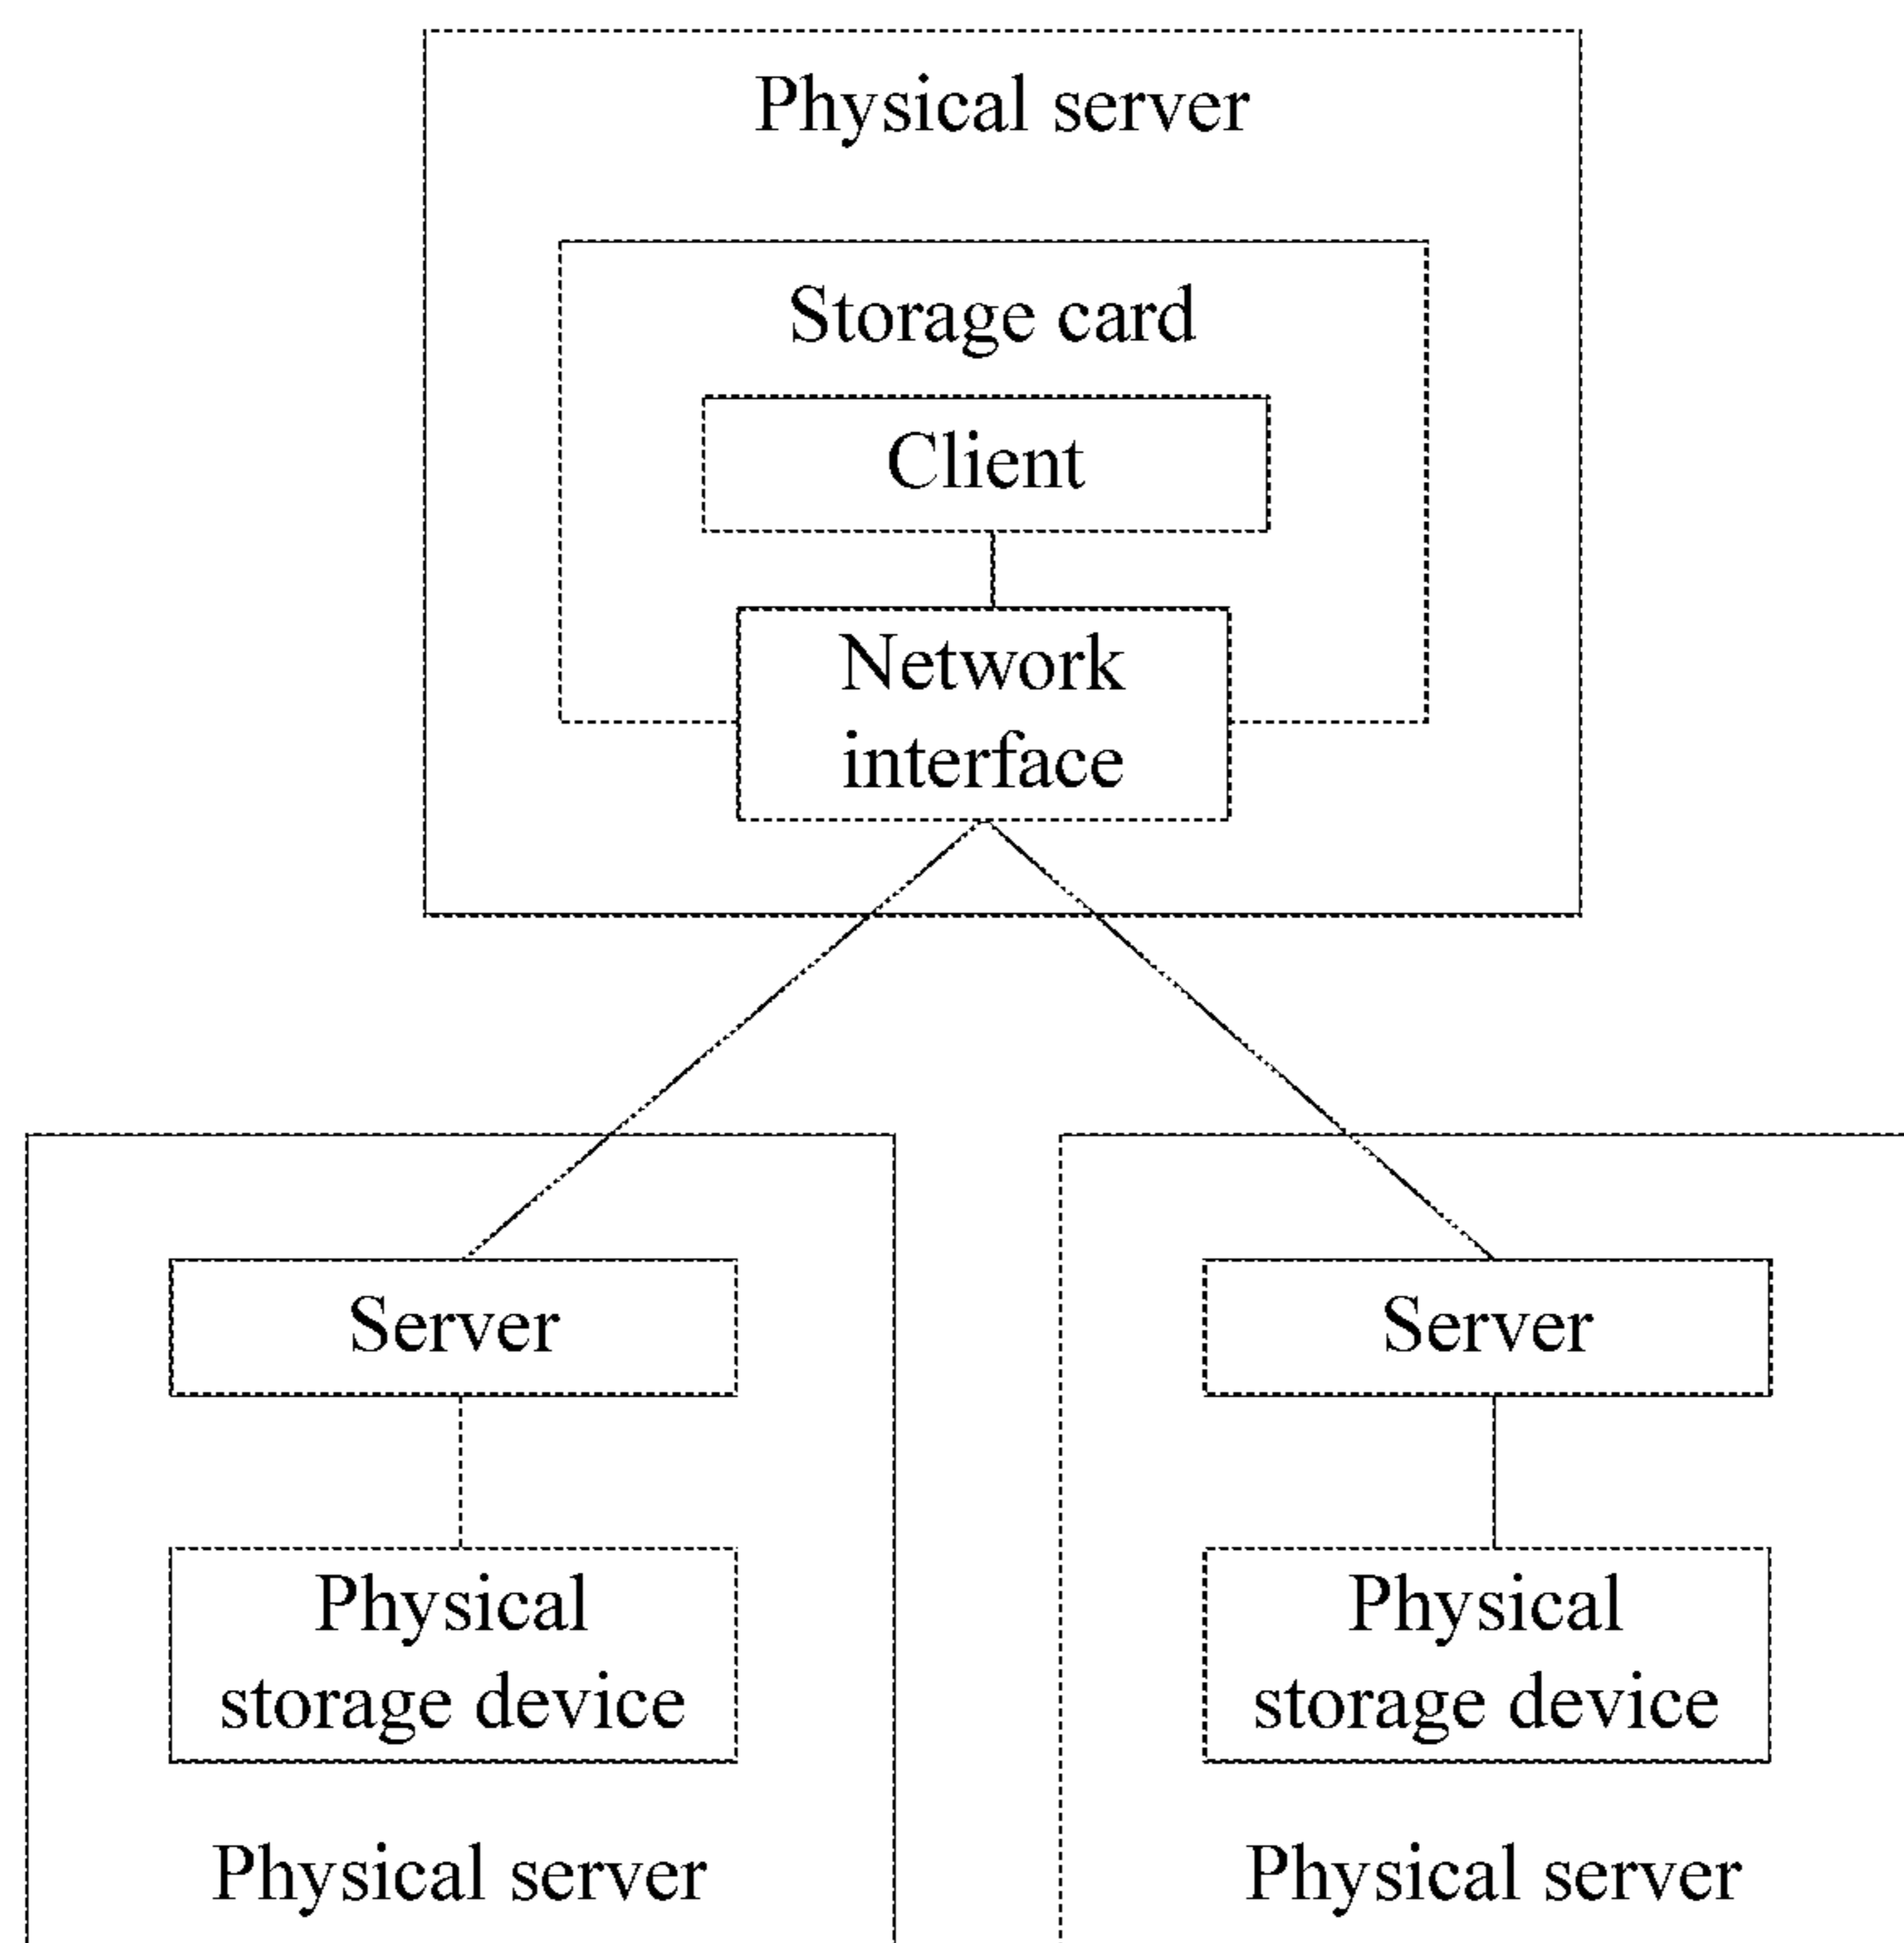 Physical server
Storage card
Client
Network
interface
Server
Physical
storage device
Physical server
Server
Physical
storage device
Physical server